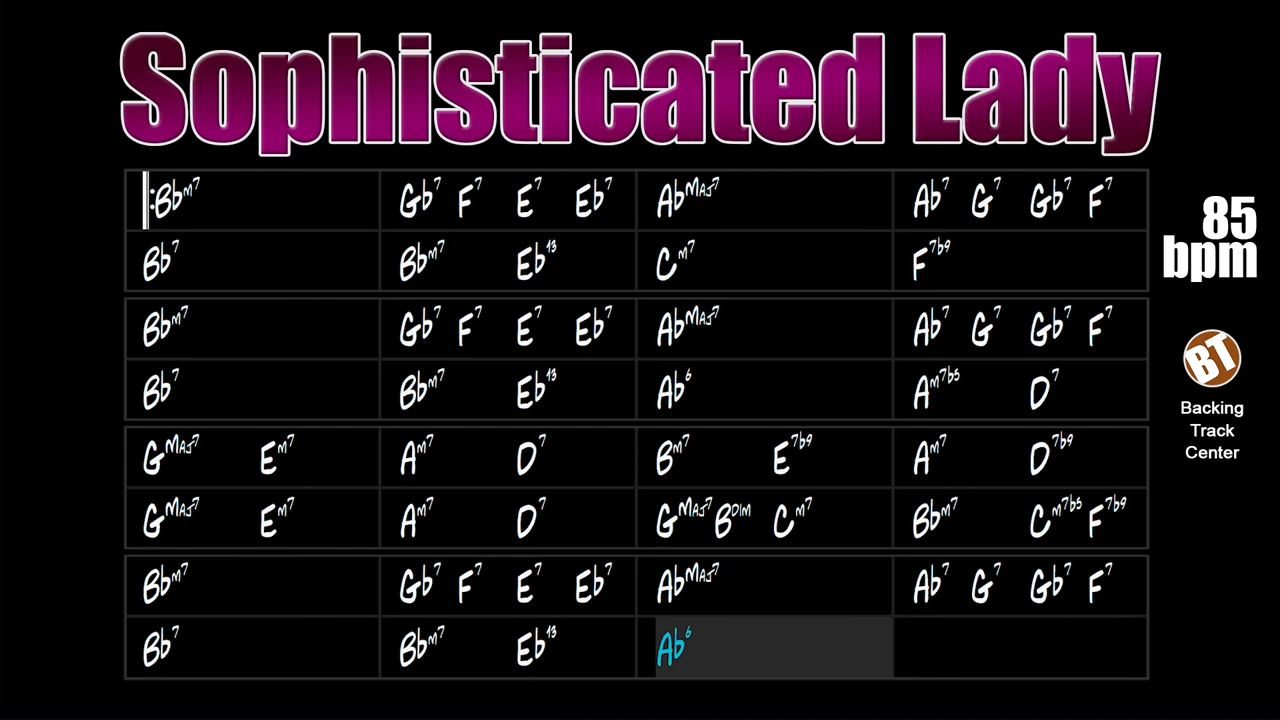 Sophisticated Lady
𝄆 Bbm7 Gb7 F7 E7 Eb7 AbMaj7 Ab7 G7 Gb7 F7
Bb7 Bbm7 Eb13 Cm7 F7b9
Bbm7 Gb7 F7 E7 Eb7 AbMaj7 Ab7 G7 Gb7 F7
Bb7 Bbm7 Eb13 Ab6 Am7b5 D7
GMaj7 Em7 Am7 D7 Bm7 E7b9 Am7 D7b9
GMaj7 Em7 Am7 D7 GMaj7 BDim Cm7 Bbm7 Cm7b5 F7b9
Bbm7 Gb7 F7 E7 Eb7 AbMaj7 Ab7 G7 Gb7 F7
Bb7 Bbm7 Eb13 Ab6
85
bpm
BT
Backing
Track
Center